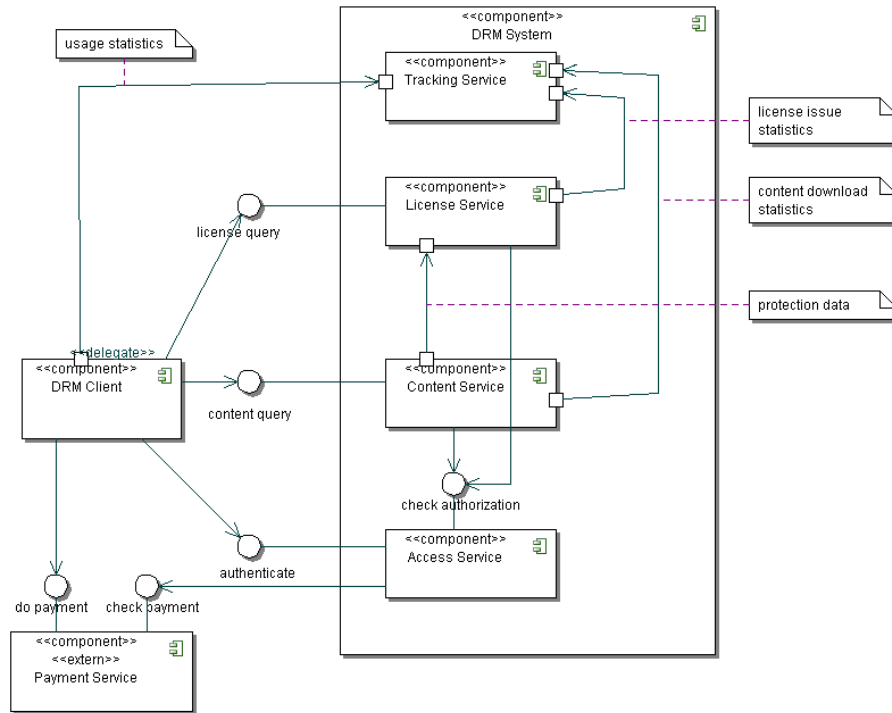 <<component>>
DRM System
usage statistics
<<component>>
Tracking Service
license issue
statistics
<<component>>
License Service
content download
statistics
license query
protection data
<<delegate>>
<<component>>
DRM Client
<<component>>
Content Service
content query
check authorization
<<component>>
Access Service
authenticate
do payment
check payment
<<component>>
<<extern>>
Payment Service